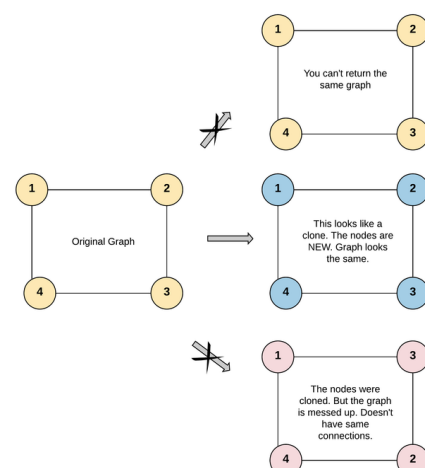 1 2
You can't return the
same graph
4 3
1 2
Original Graph
4 3
1 2
This looks like a
clone. The nodes are
NEW. Graph looks
the same.
4 3
1 3
The nodes were
cloned. But the graph
is messed up. Doesn't
have same
connections.
4 2